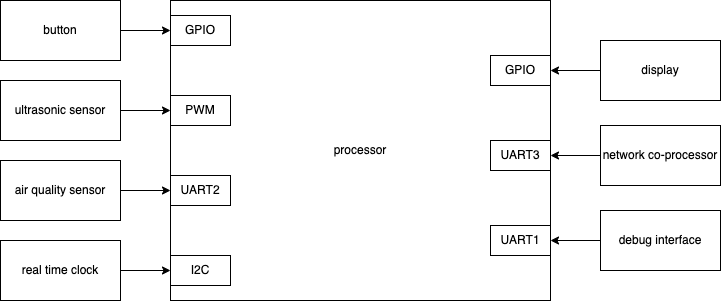 button
GPIO
GPIO
display
ultrasonic sensor
PWM
processor
UART3
network co-processor
air quality sensor
UART2
UART1
debug interface
real time clock
I2C